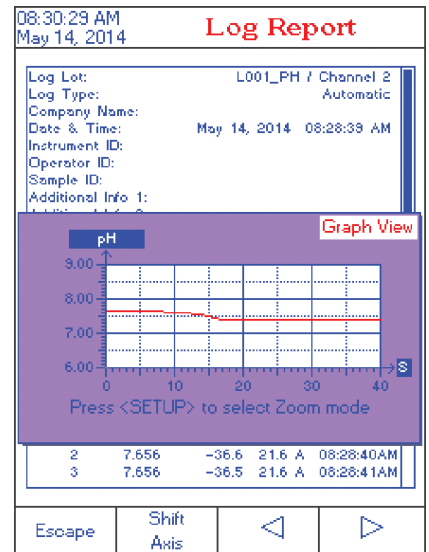 08:30:29 AM
May 14, 2014
Log Report
Log Lot: L001_PH / Channel 2
Log Type: Automatic
Company Name:
Date & Time: May 14, 2014 08:28:39 AM
Instrument ID:
Operator ID:
Sample ID:
Additional Info 1:
Graph View
pH
9.00
8.00
7.00
6.00
0 10 20 30 40
S
Press <SETUP> to select Zoom mode
2 7.656 -36.6 21.6 A 08:28:40AM
3 7.656 -36.5 21.6 A 08:28:41AM
Escape
Shift
Axis